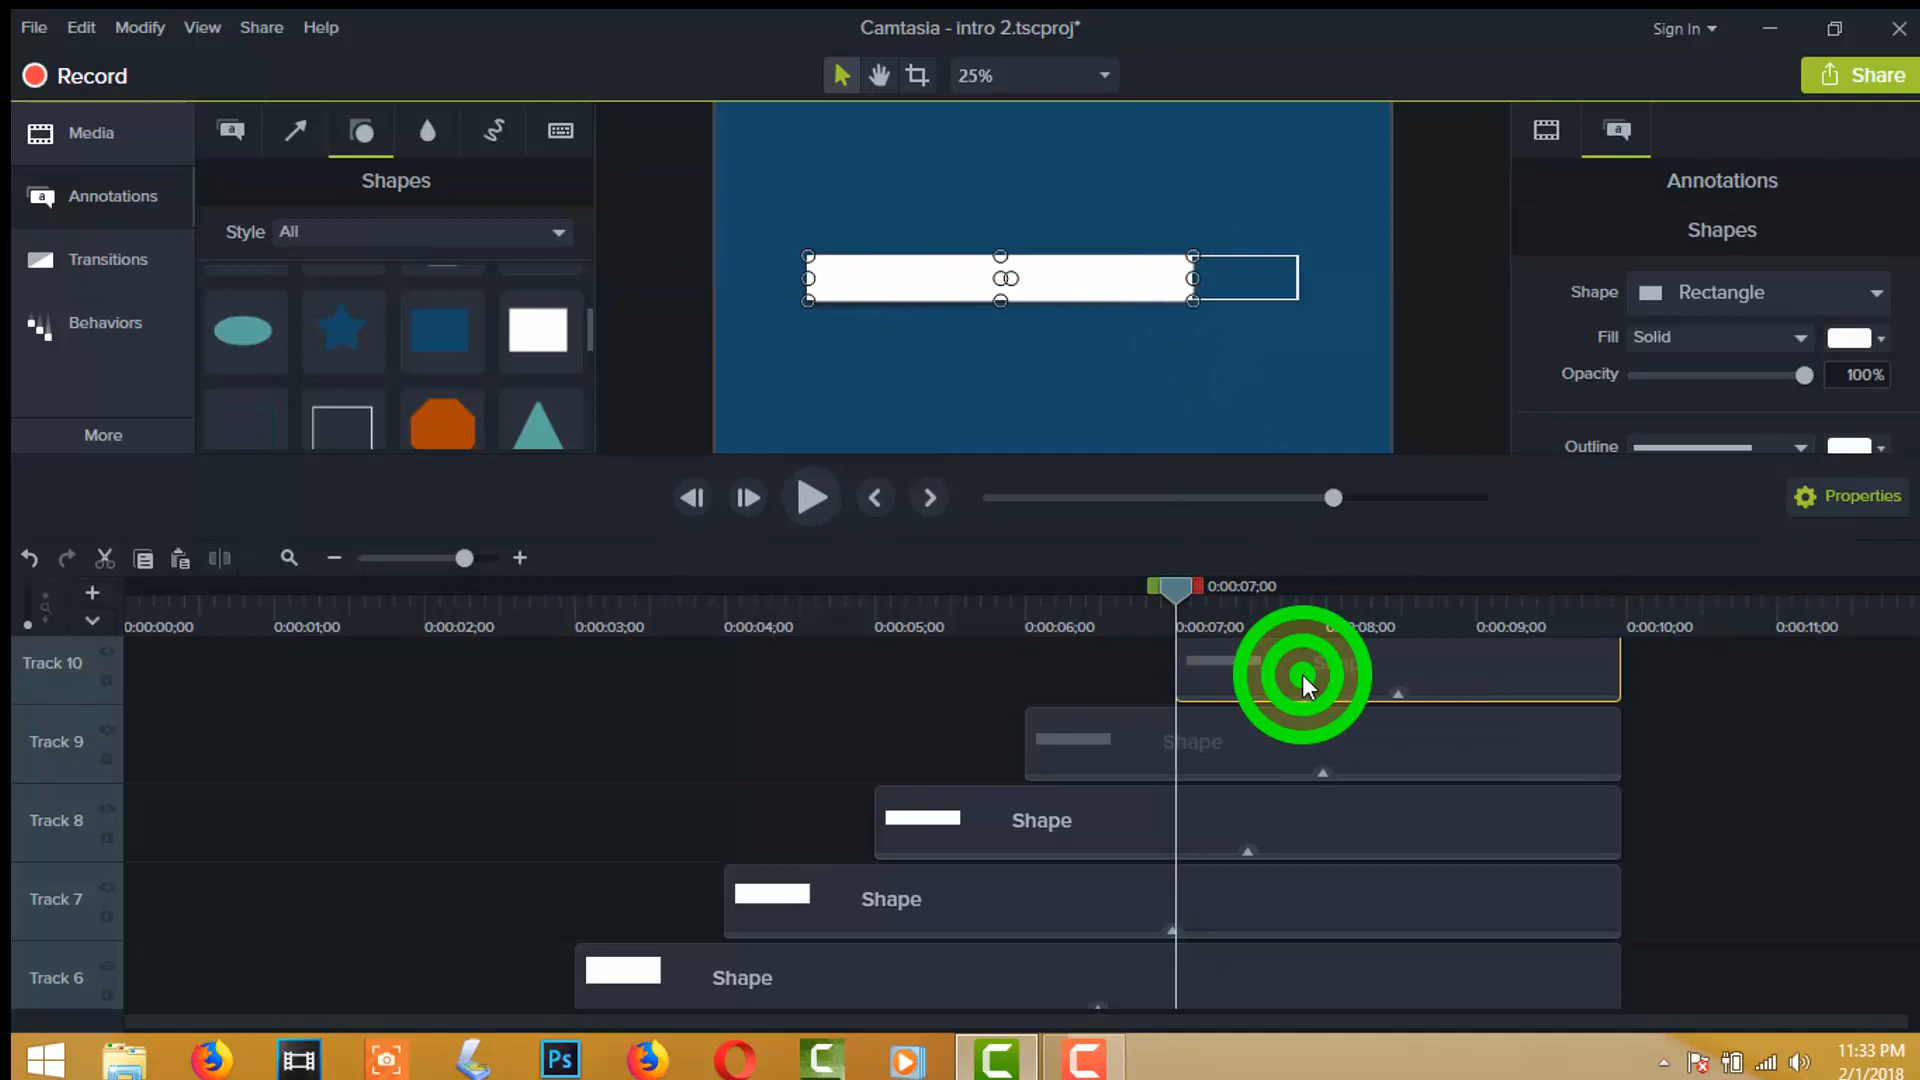 File Edit Modify View Share Help
Camtasia - intro 2.tscproj*
Sign In
Record
25%
Share
Media
Annotations
Transitions
Behaviors
More
Shapes
Style All
Annotations
Shapes
Shape Rectangle
Fill Solid
Opacity 100%
Outline
Properties
0:00:07;00
0:00:00;00 0:00:01;00 0:00:02;00 0:00:03;00 0:00:04;00 0:00:05;00 0:00:06;00 0:00:07;00 0:00:08;00 0:00:09;00 0:00:10;00 0:00:11;00
Track 10
Track 9 Shape
Track 8 Shape
Track 7 Shape
Track 6 Shape
Ps
11:33 PM
2/1/2018